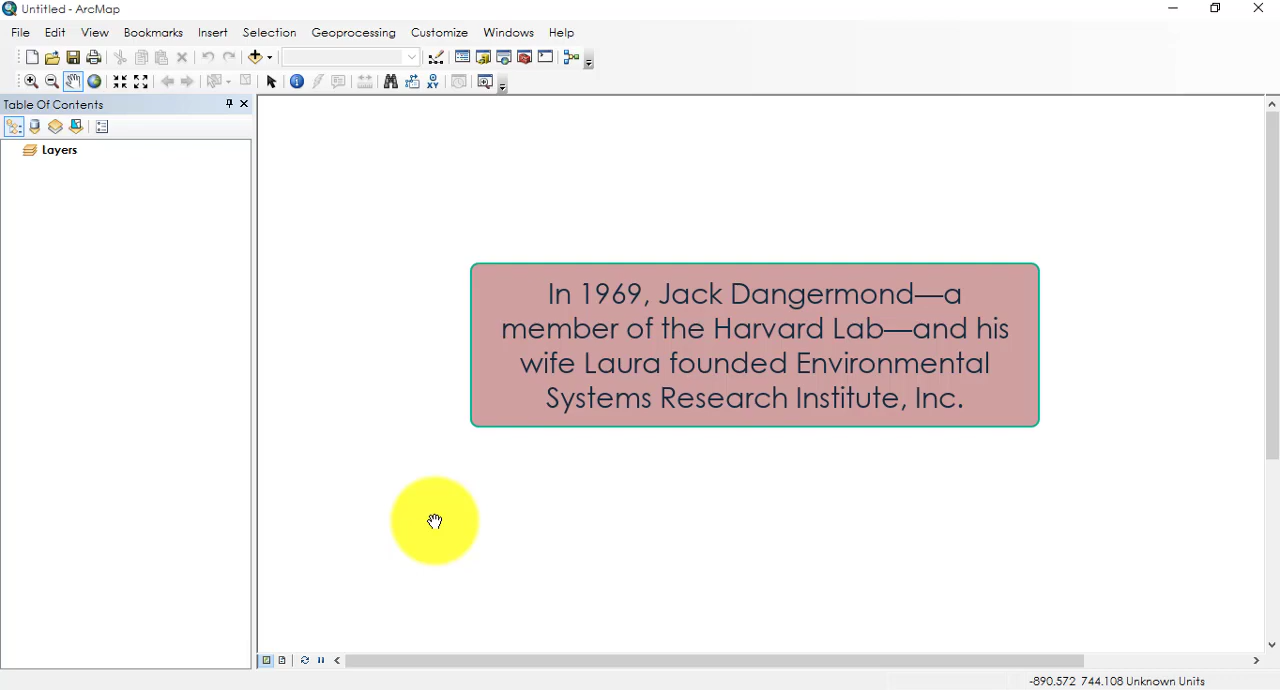 Untitled - ArcMap
File Edit View Bookmarks Insert Selection Geoprocessing Customize Windows Help
XY
Table Of Contents
Layers
In 1969, Jack Dangermond—a
member of the Harvard Lab—and his
wife Laura founded Environmental
Systems Research Institute, Inc.
-890.572 744.108 Unknown Units